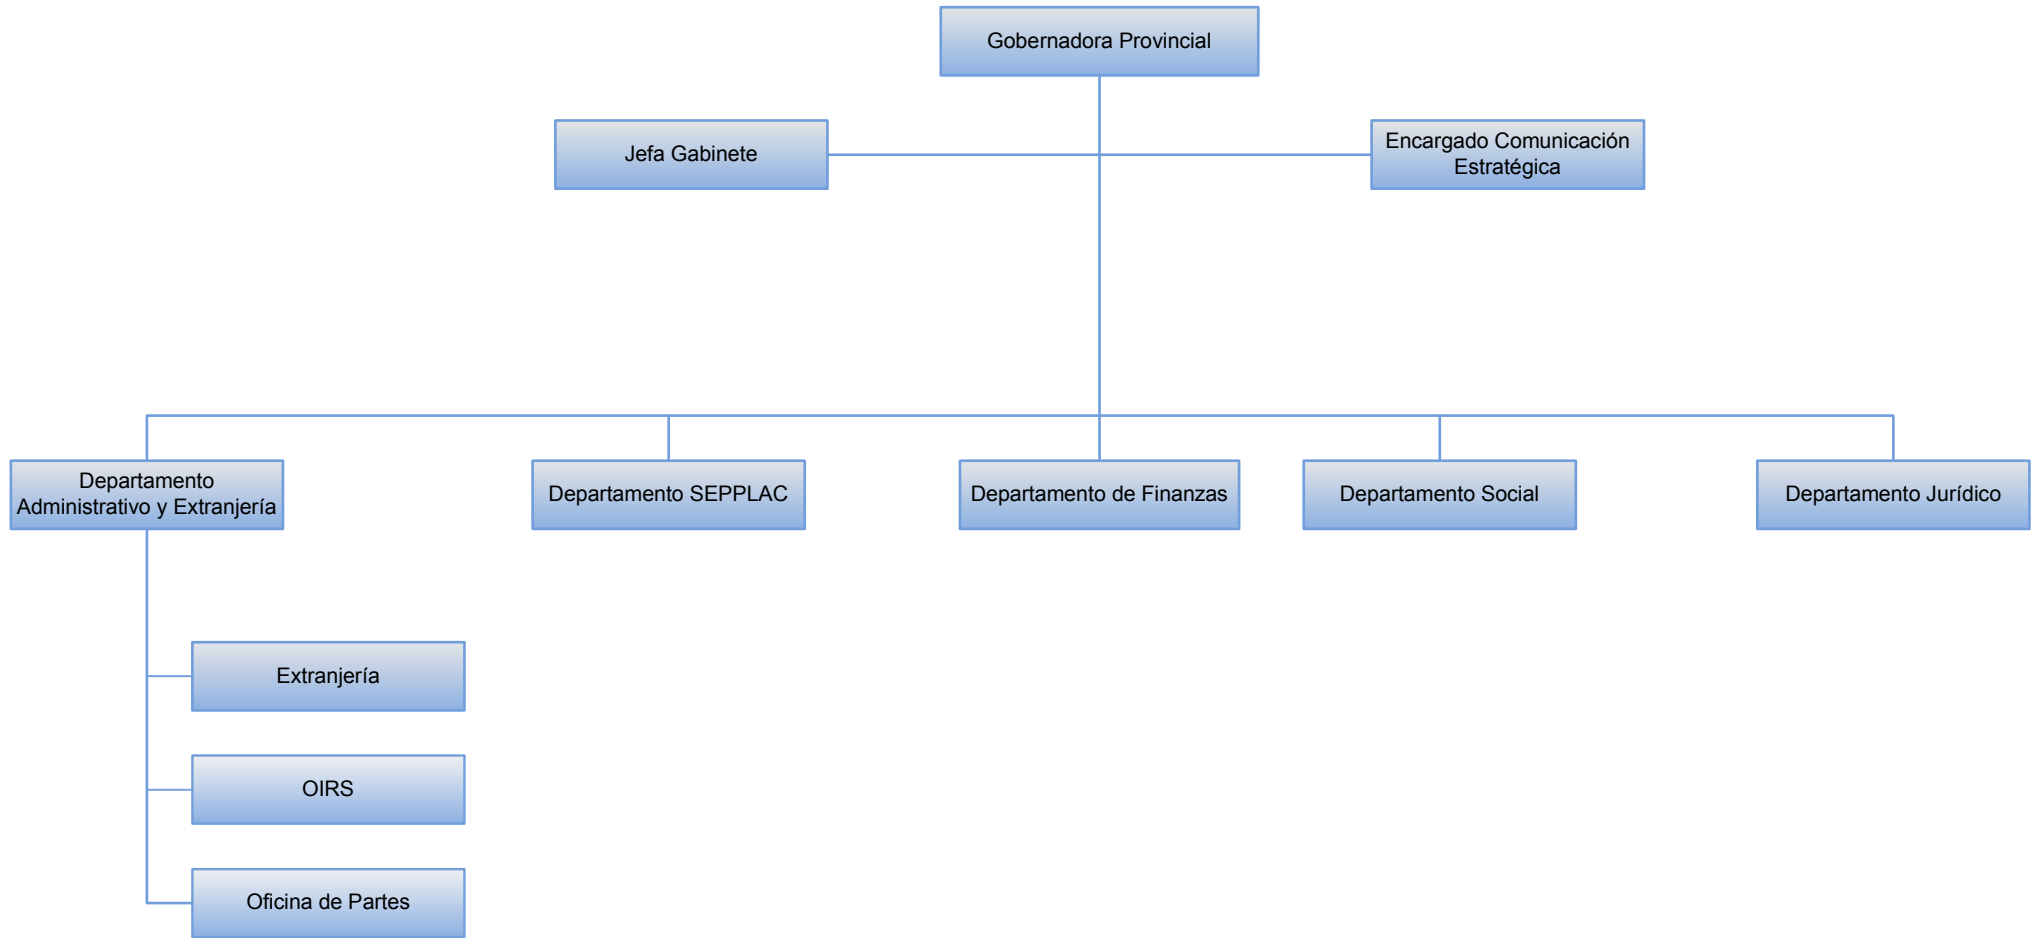 Gobernadora Provincial
Jefa Gabinete
Encargado Comunicación
Estratégica
Departamento
Administrativo y Extranjería
Departamento SEPPLAC
Departamento de Finanzas
Departamento Social
Departamento Jurídico
Extranjería
OIRS
Oficina de Partes